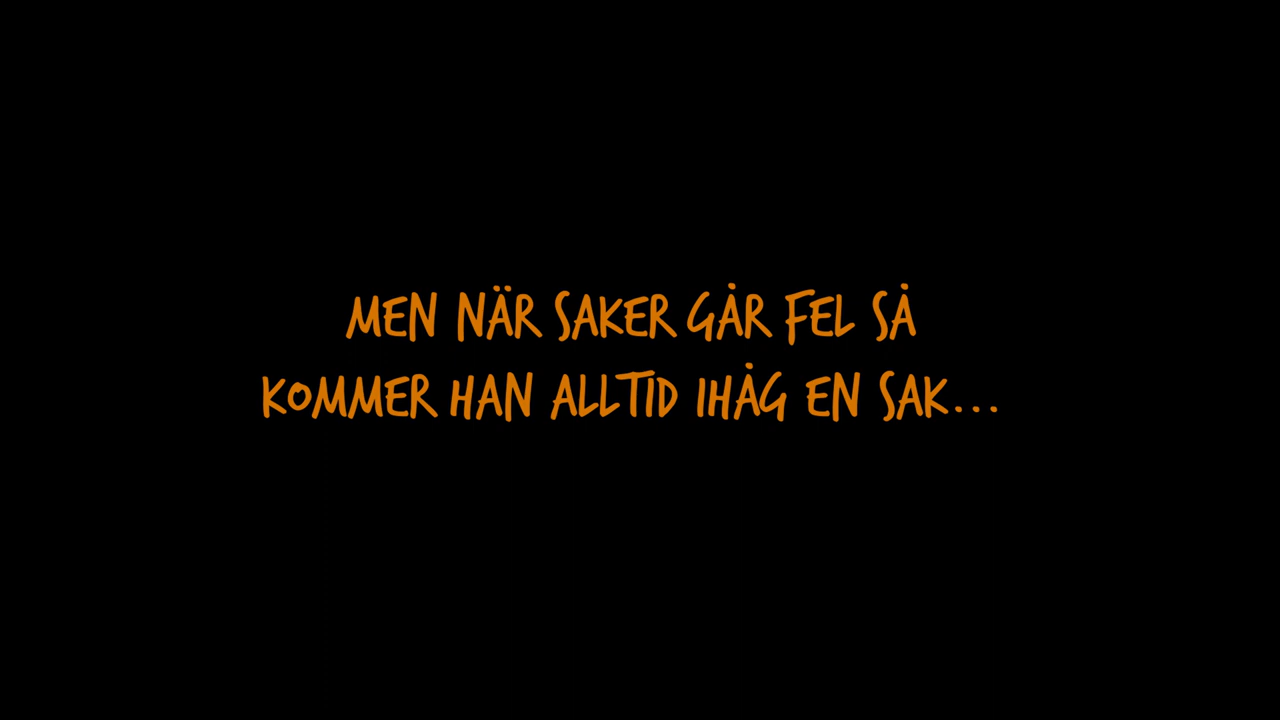 MEN NÄR SAKER GÅR FEL SÅ
KOMMER HAN ALLTID IHÅG EN SAK...